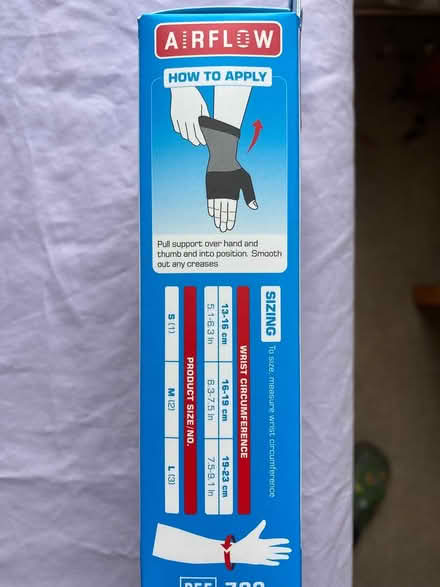 AIRFLOW
HOW TO APPLY
Pull support over hand and
thumb and into position. Smooth
out any creases
SIZING
To size, measure wrist circumference
WRIST CIRCUMFERENCE
13-16 cm 16-19 cm 19-23 cm
5.1-6.3 in 6.3-7.5 in 7.5-9.1 in
PRODUCT SIZE/NO.
S (1) M (2) L (3)
REF